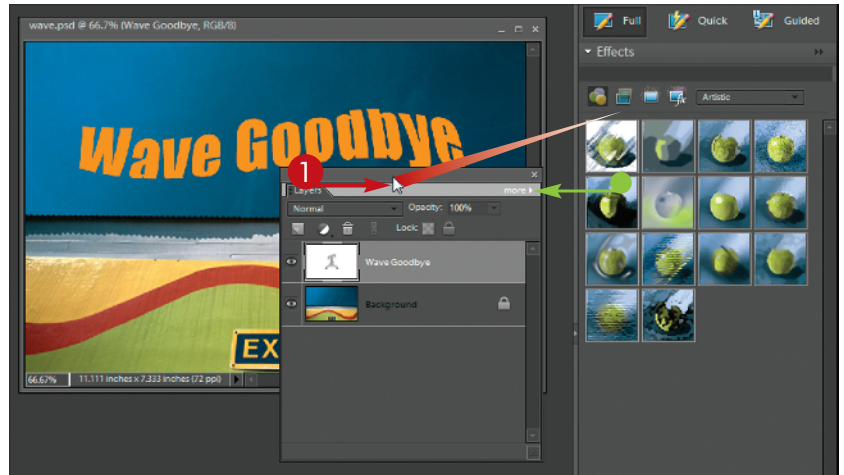 wave.psd @ 66.7% (Wave Goodbye, RGB/8)
Full Quick Guided
Effects
Artistic
Wave Goodbye
1
Layers more
Normal Opacity: 100%
Lock:
Wave Goodbye
Background
EX
66.67% 11.111 inches x 7.333 inches (72 ppi)